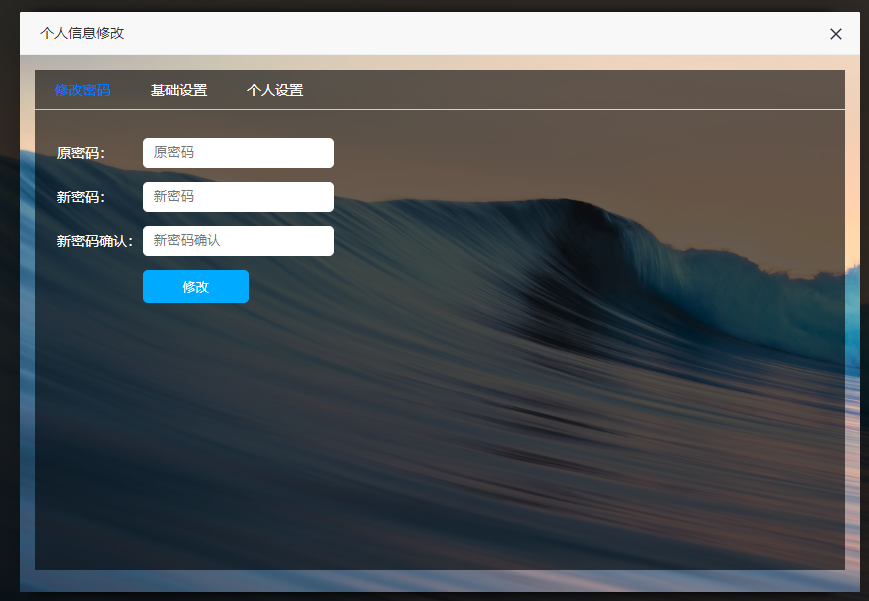 个人信息修改
修改密码 基础设置 个人设置
原密码： 原密码
新密码： 新密码
新密码确认： 新密码确认
修改